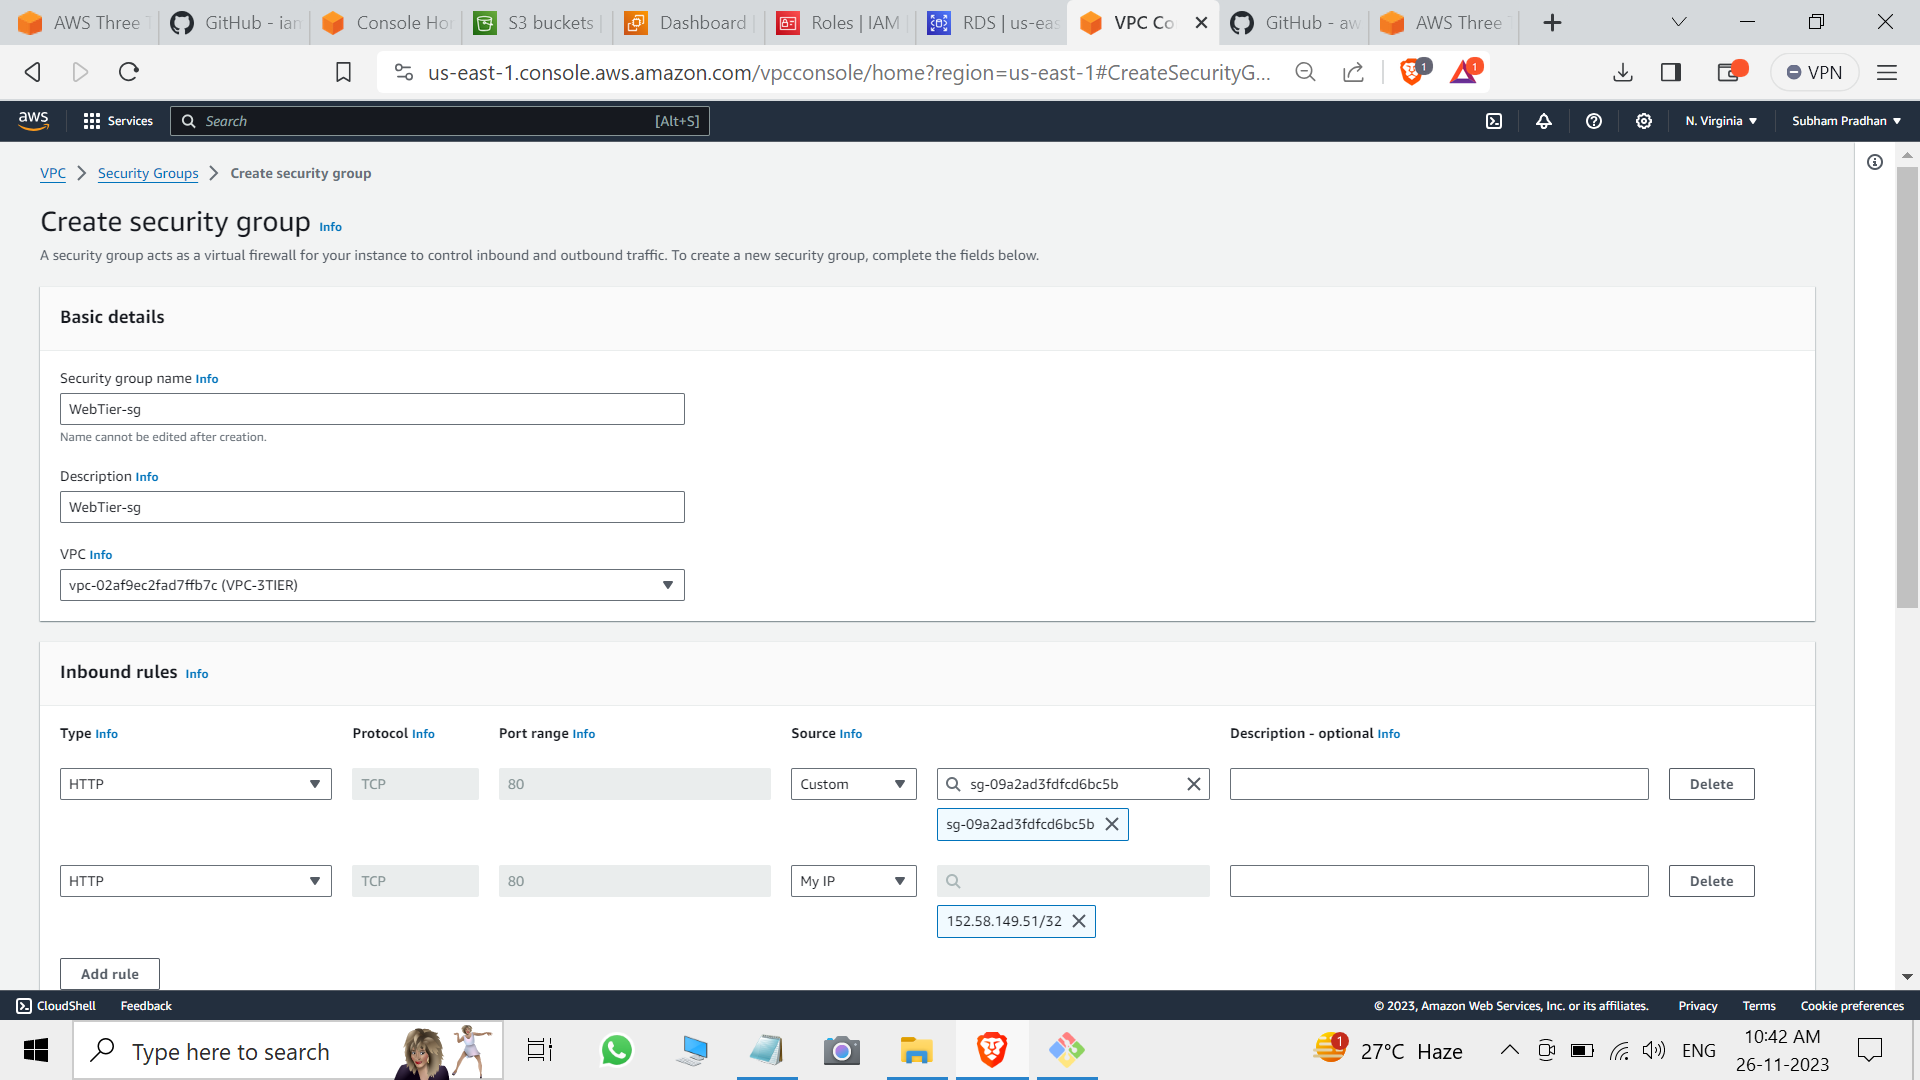 AWS Three T
GitHub - ian
Console Hor
S3 buckets |
Dashboard
Roles | IAM
RDS | us-eas
VPC Co
GitHub - aw
AWS Three T
us-east-1.console.aws.amazon.com/vpcconsole/home?region=us-east-1#CreateSecurityG...
1
1
VPN
aws
Services
Search
[Alt+S]
N. Virginia
Subham Pradhan
VPC
Security Groups
Create security group
Create security group Info
A security group acts as a virtual firewall for your instance to control inbound and outbound traffic. To create a new security group, complete the fields below.
Basic details
Security group name Info
WebTier-sg
Name cannot be edited after creation.
Description Info
WebTier-sg
VPC Info
vpc-02af9ec2fad7ffb7c (VPC-3TIER)
Inbound rules Info
Type Info
Protocol Info
Port range Info
Source Info
Description - optional Info
HTTP
TCP
80
Custom
sg-09a2ad3fdfcd6bc5b
Delete
sg-09a2ad3fdfcd6bc5b
HTTP
TCP
80
My IP
Delete
152.58.149.51/32
Add rule
CloudShell
Feedback
© 2023, Amazon Web Services, Inc. or its affiliates.
Privacy
Terms
Cookie preferences
Type here to search
1
27°C Haze
ENG
10:42 AM
26-11-2023